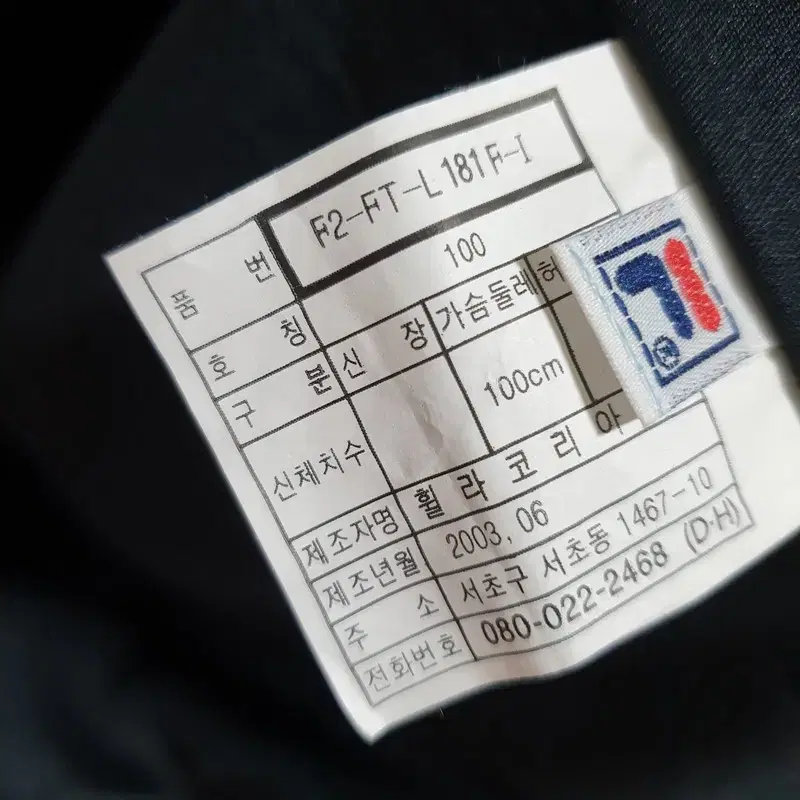 품 번 F2-FT-L181F-I
호 칭 100
구 분 신 장 가슴둘레 허
신체치수 100cm
제조자명 휠라코리아
제조년월 2003. 06
주 소 서초구 서초동 1467-10
전화번호 080-022-2468 (D·H)
F